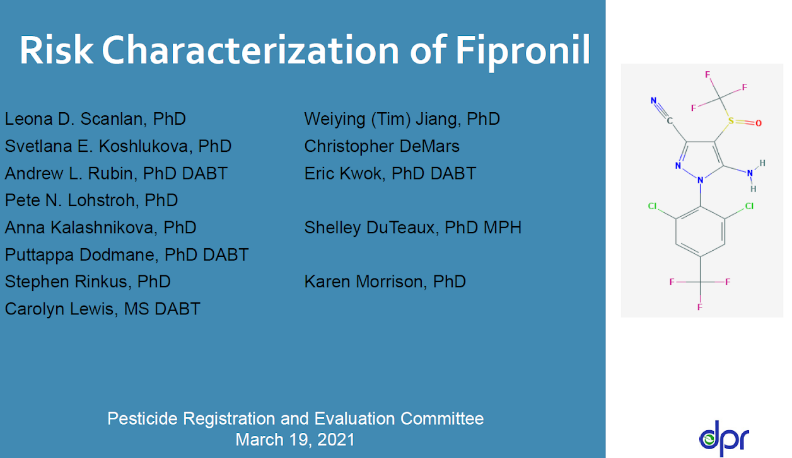 Risk Characterization of Fipronil
Leona D. Scanlan, PhD
Svetlana E. Koshlukova, PhD
Andrew L. Rubin, PhD DABT
Pete N. Lohstroh, PhD
Anna Kalashnikova, PhD
Puttappa Dodmane, PhD DABT
Stephen Rinkus, PhD
Carolyn Lewis, MS DABT
Weiying (Tim) Jiang, PhD
Christopher DeMars
Eric Kwok, PhD DABT
Shelley DuTeaux, PhD MPH
Karen Morrison, PhD
F
F
F
N
C
S
O
N
N
N
H
H
Cl
Cl
F
F
F
Pesticide Registration and Evaluation Committee
March 19, 2021
dpr